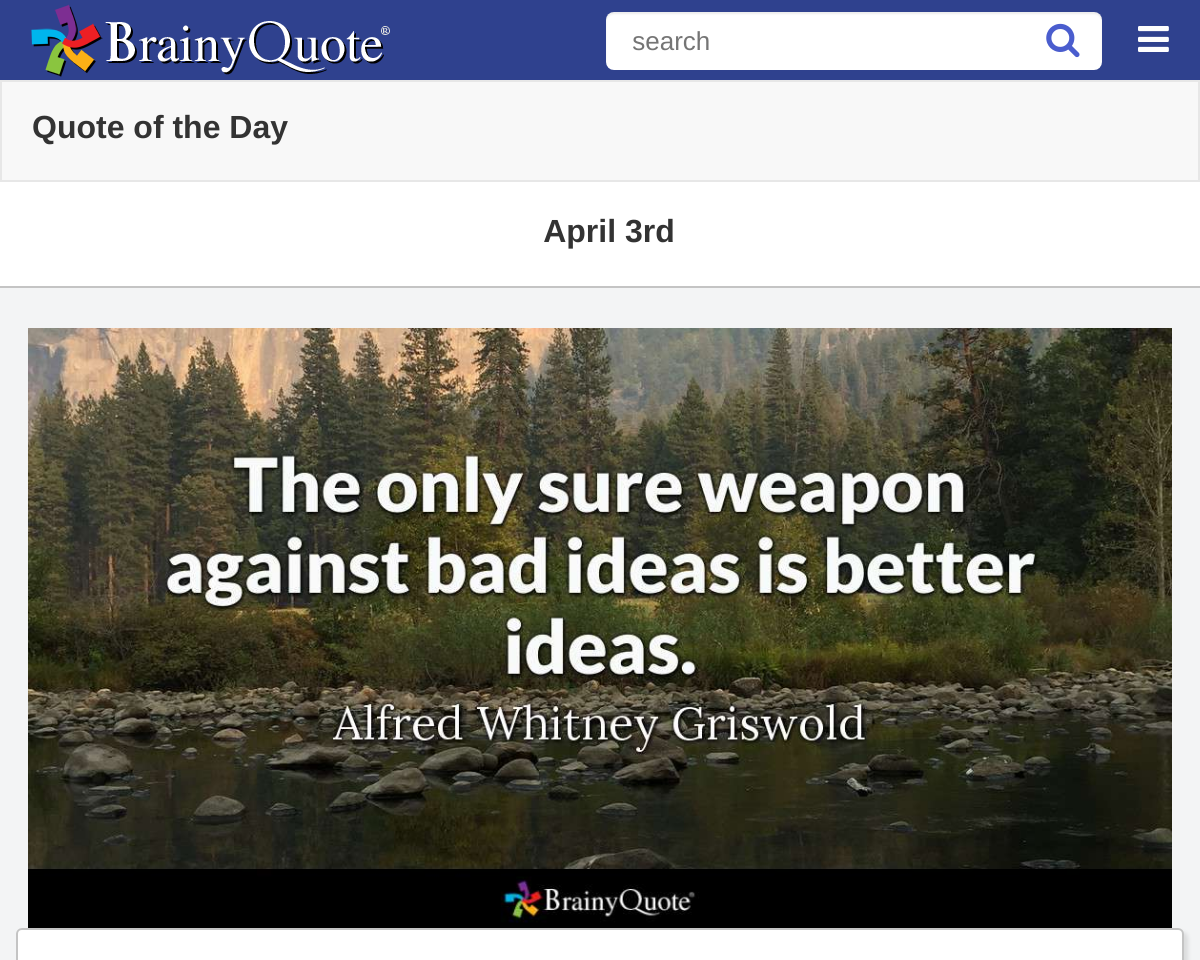 BrainyQuote®
search
Quote of the Day
April 3rd
The only sure weapon
against bad ideas is better
ideas.
Alfred Whitney Griswold
BrainyQuote®